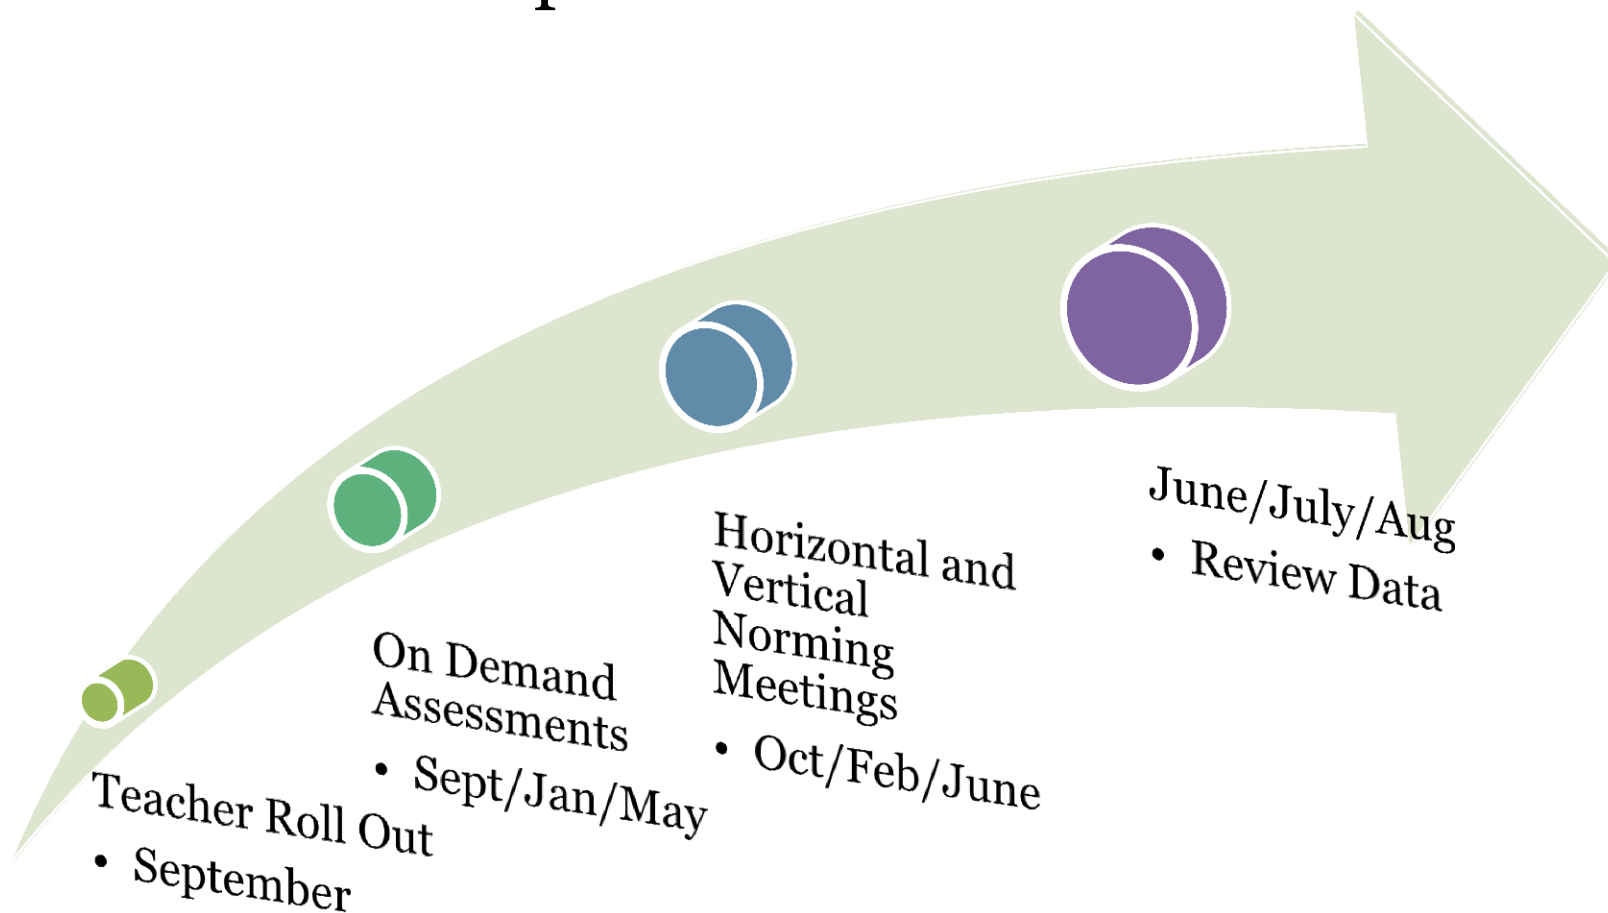 Teacher Roll Out
• September
On Demand
Assessments
• Sept/Jan/May
Horizontal and
Vertical
Norming
Meetings
• Oct/Feb/June
June/July/Aug
• Review Data